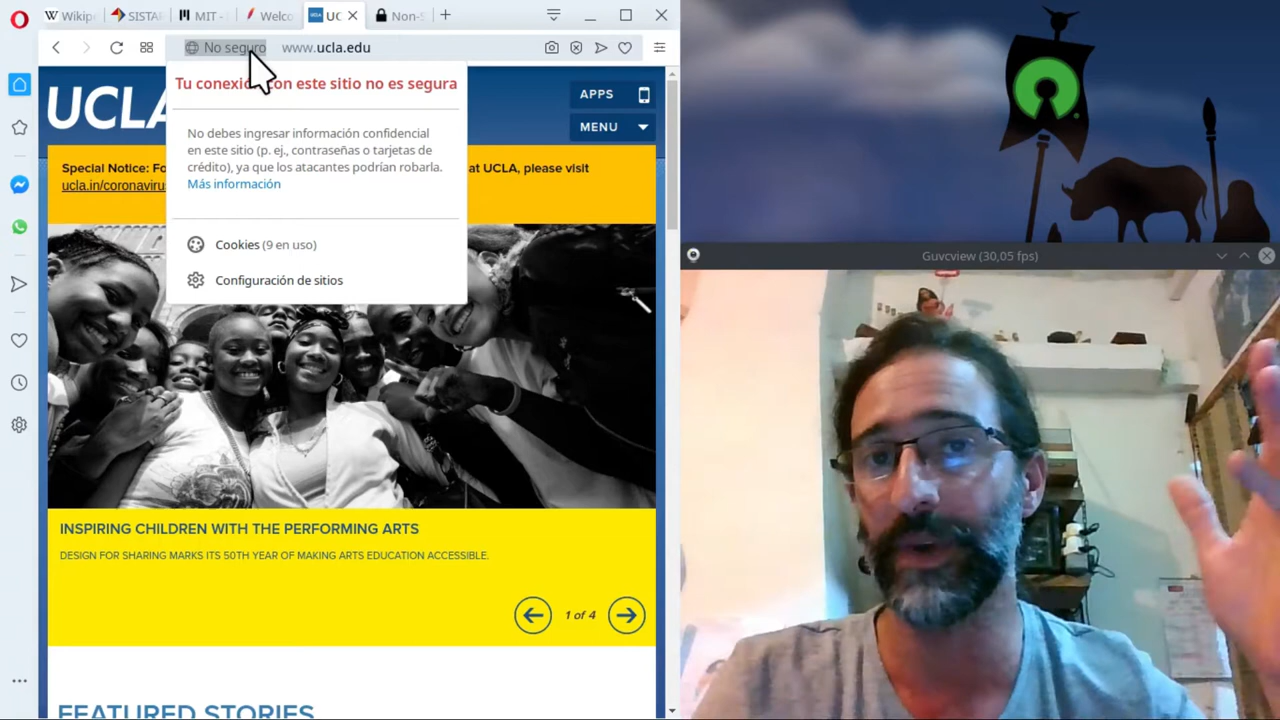 Wikip
SISTA
MIT -
Welco
UC
Non-S
No seguro
www.ucla.edu
Tu conexió con este sitio no es segura
No debes ingresar información confidencial
en este sitio (p. ej., contraseñas o tarjetas de
crédito), ya que los atacantes podrían robarla.
Más información
Cookies (9 en uso)
Configuración de sitios
UCLA
APPS
MENU
Special Notice: Fo
at UCLA, please visit
ucla.in/coronaviru
INSPIRING CHILDREN WITH THE PERFORMING ARTS
DESIGN FOR SHARING MARKS ITS 50TH YEAR OF MAKING ARTS EDUCATION ACCESSIBLE.
1 of 4
FEATURED STORIES
Guvcview (30,05 fps)